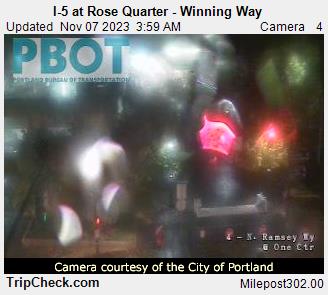 I-5 at Rose Quarter - Winning Way
Updated Nov 07 2023 3:59 AM Camera 4
PBOT
PORTLAND BUREAU OF TRANSPORTATION
4 - N. Ramsey Wy
@ One Ctr
Camera courtesy of the City of Portland
TripCheck.com Milepost302.00